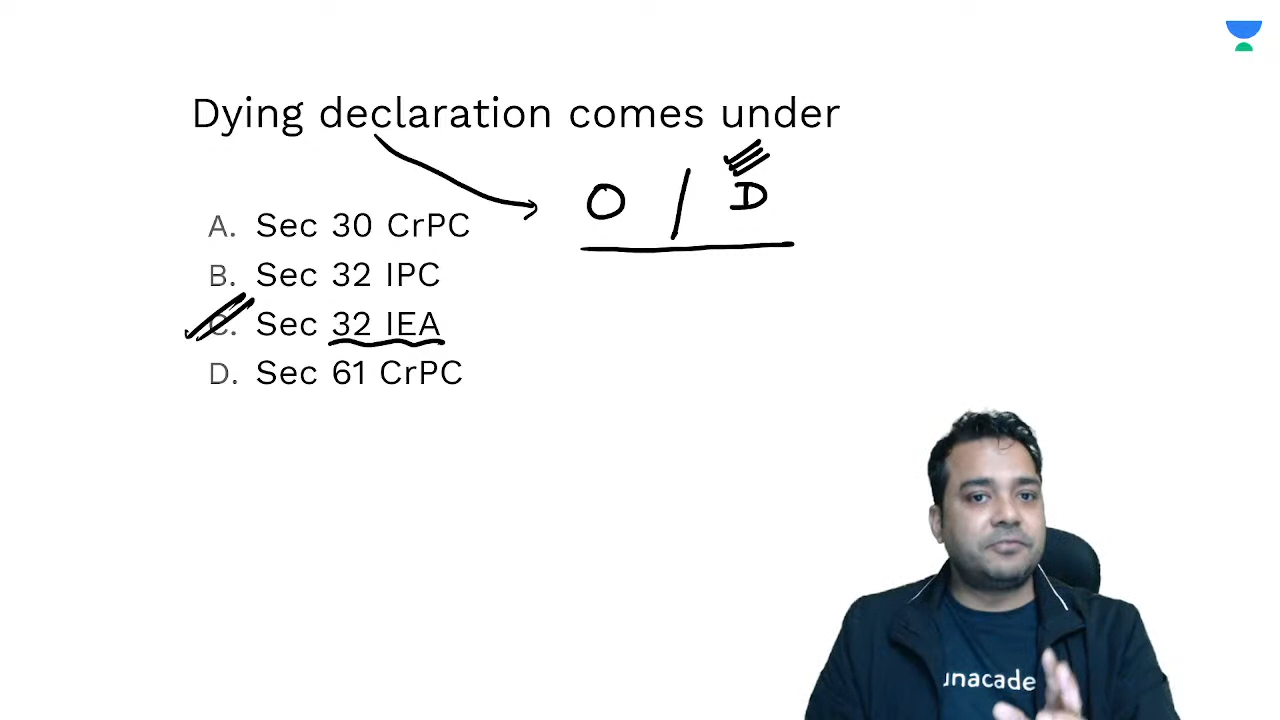 Dying declaration comes under
O / D
A. Sec 30 CrPC
B. Sec 32 IPC
C. Sec 32 IEA
D. Sec 61 CrPC
unacade